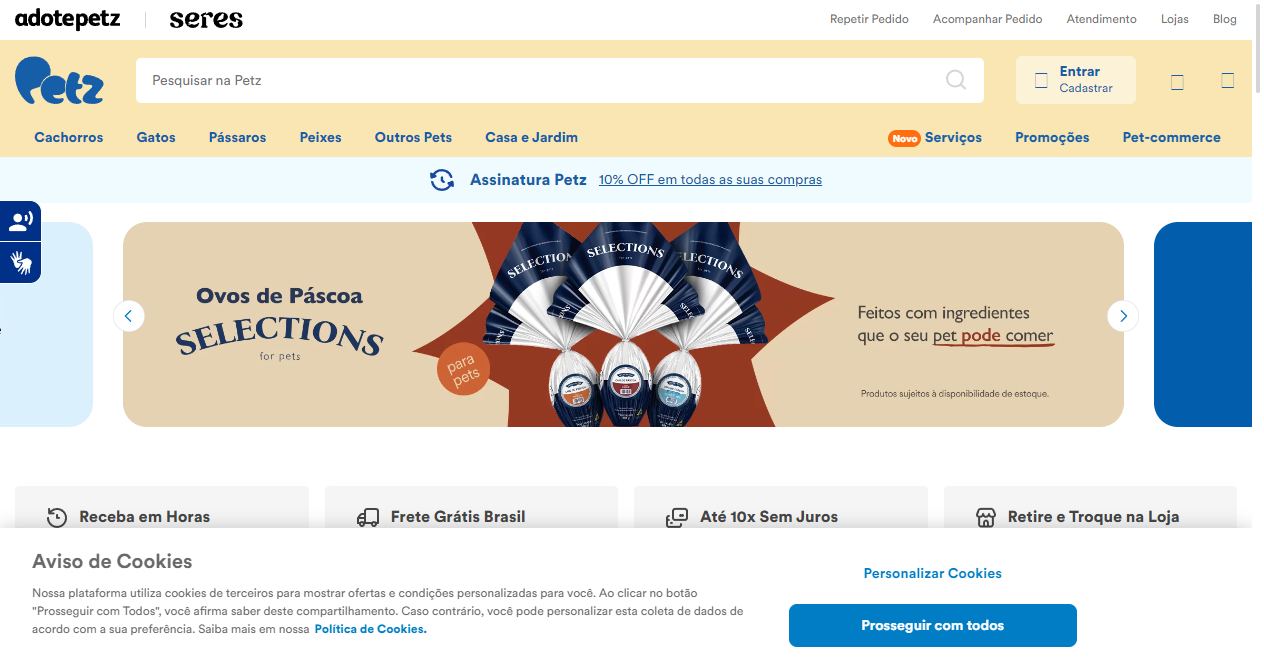 adotepetz
seres
Repetir Pedido
Acompanhar Pedido
Atendimento
Lojas
Blog
Petz
Pesquisar na Petz
Entrar
Cadastrar
Cachorros
Gatos
Pássaros
Peixes
Outros Pets
Casa e Jardim
Novo Serviços
Promoções
Pet-commerce
Assinatura Petz
10% OFF em todas as suas compras
Ovos de Páscoa
SELECTIONS
for pets
para
pets
SELECTIONS
SELECTIONS
for pets
SELECTIONS
Feitos com ingredientes
que o seu pet pode comer
Produtos sujeitos à disponibilidade de estoque.
Receba em Horas
Frete Grátis Brasil
Até 10x Sem Juros
Retire e Troque na Loja
Aviso de Cookies
Nossa plataforma utiliza cookies de terceiros para mostrar ofertas e condições personalizadas para você. Ao clicar no botão
"Prosseguir com Todos", você afirma saber deste compartilhamento. Caso contrário, você pode personalizar esta coleta de dados de
acordo com a sua preferência. Saiba mais em nossa Política de Cookies.
Personalizar Cookies
Prosseguir com todos